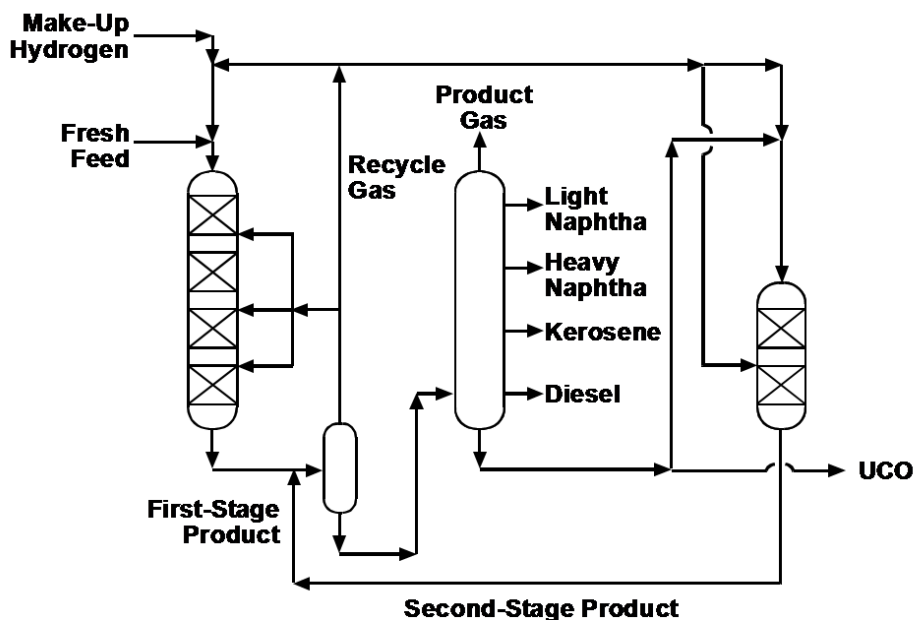 Make-Up
Hydrogen
Fresh
Feed
Recycle
Gas
Product
Gas
Light
Naphtha
Heavy
Naphtha
Kerosene
Diesel
UCO
First-Stage
Product
Second-Stage Product